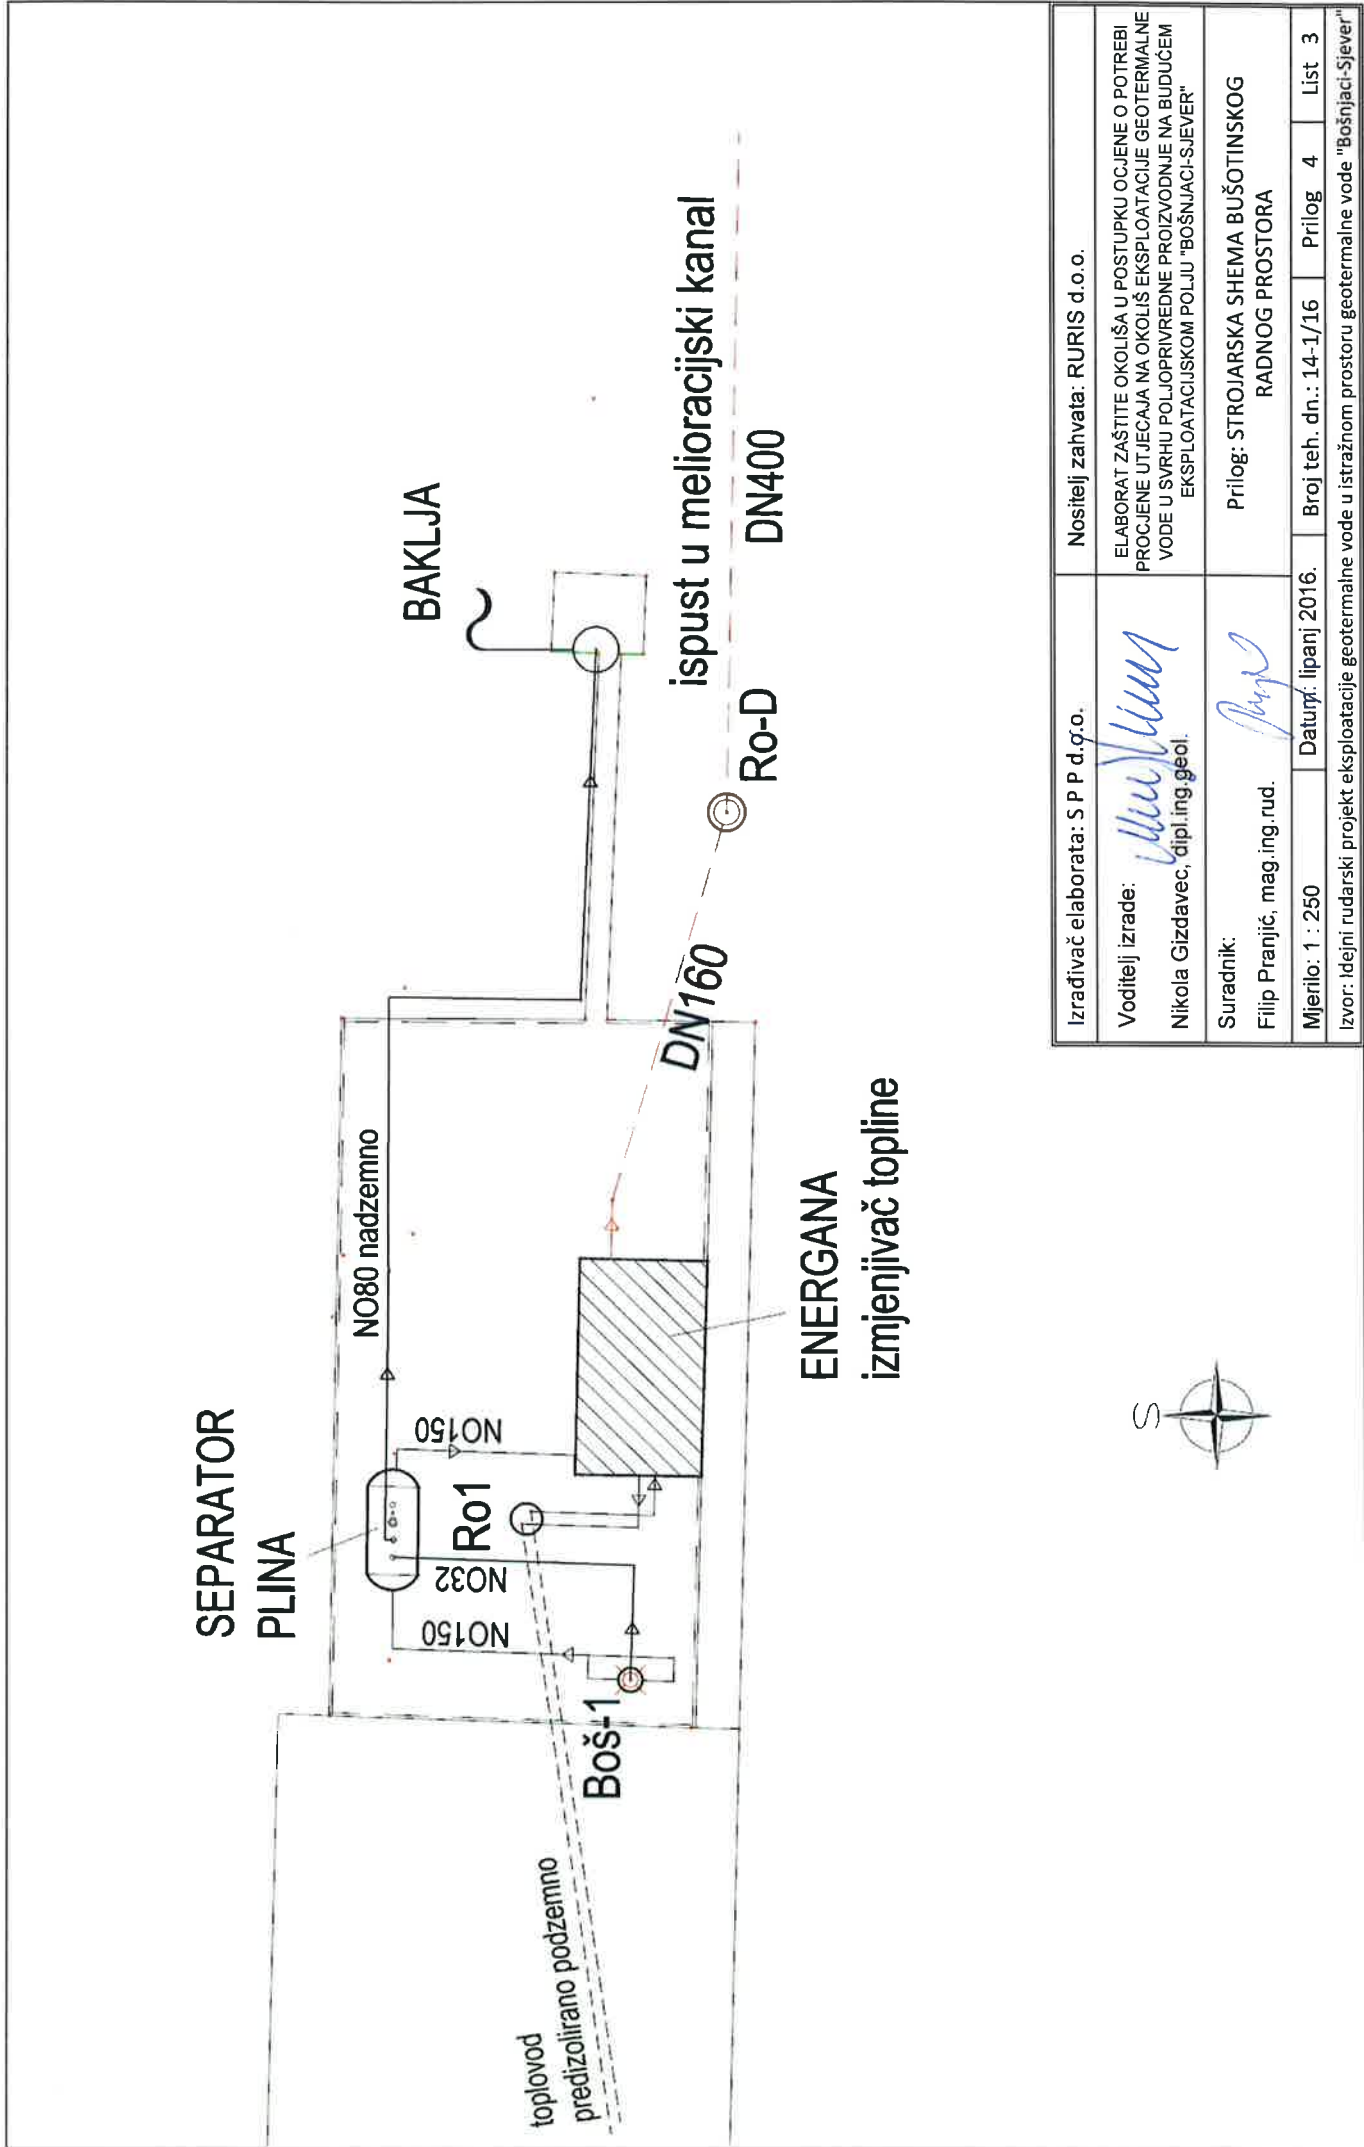 SEPARATOR
PLINA
NO80 nadzemno
BAKLJA
NO150
NO32
NO150
Ro1
Boš-1
toplovod
predizolirano podzemno
DN160
Ro-D
ispust u melioracijski kanal
DN400
ENERGANA
izmjenjivač topline
S
Izrađivač elaborata: S P P d.o.o.
Nositelj zahvata: RURIS d.o.o.
Voditelj izrade:
Nikola Gizdavec, dipl.ing.geol.
ELABORAT ZAŠTITE OKOLIŠA U POSTUPKU OCJENE O POTREBI
PROCJENE UTJECAJA NA OKOLIŠ EKSPLOATACIJE GEOTERMALNE
VODE U SVRHU POLJOPRIVREDNE PROIZVODNJE NA BUDUĆEM
EKSPLOATACIJSKOM POLJU "BOŠNJACI-SJEVER"
Suradnik:
Filip Pranjić, mag.ing.rud.
Prilog: STROJARSKA SHEMA BUŠOTINSKOG
RADNOG PROSTORA
Mjerilo: 1 : 250
Datum: lipanj 2016.
Broj teh. dn.: 14-1/16
Prilog 4
List 3
Izvor: Idejni rudarski projekt eksploatacije geotermalne vode u istražnom prostoru geotermalne vode "Bošnjaci-Sjever"